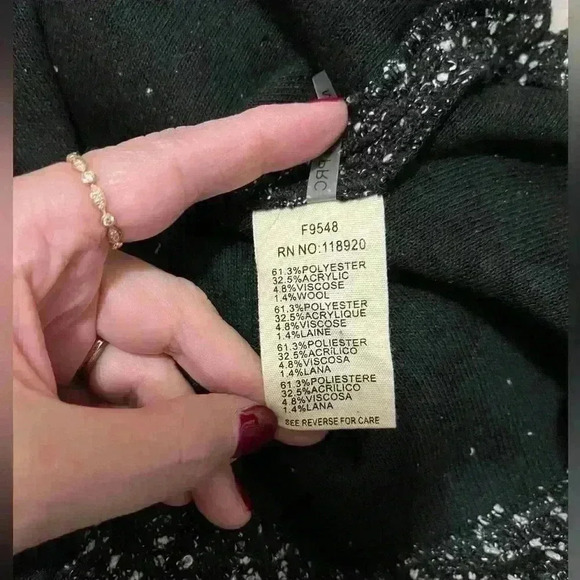 PRC
F9548
RN NO:118920
61.3%POLYESTER
32.5%ACRYLIC
4.8%VISCOSE
1.4%WOOL
61.3%POLYESTER
32.5%ACRYLIQUE
4.8%VISCOSE
1.4%LAINE
61.3%POLIESTER
32.5%ACRÍLICO
4.8%VISCOSA
1.4%LANA
61.3%POLIESTERE
32.5%ACRILICO
4.8%VISCOSA
1.4%LANA
SEE REVERSE FOR CARE